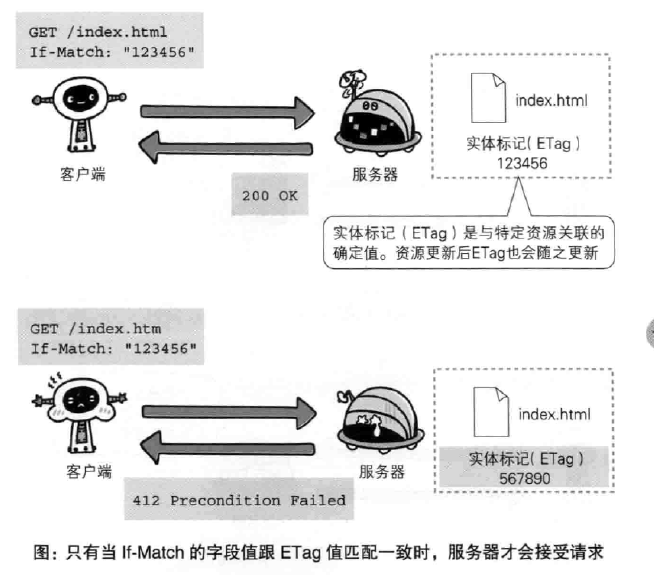 GET /index.html
If-Match: "123456"
index.html
实体标记(ETag)
123456
客户端
服务器
200 OK
实体标记(ETag)是与特定资源关联的
确定值。资源更新后ETag也会随之更新
GET /index.htm
If-Match: "123456"
index.html
实体标记(ETag)
567890
客户端
服务器
412 Precondition Failed
图:只有当 If-Match 的字段值跟 ETag 值匹配一致时,服务器才会接受请求